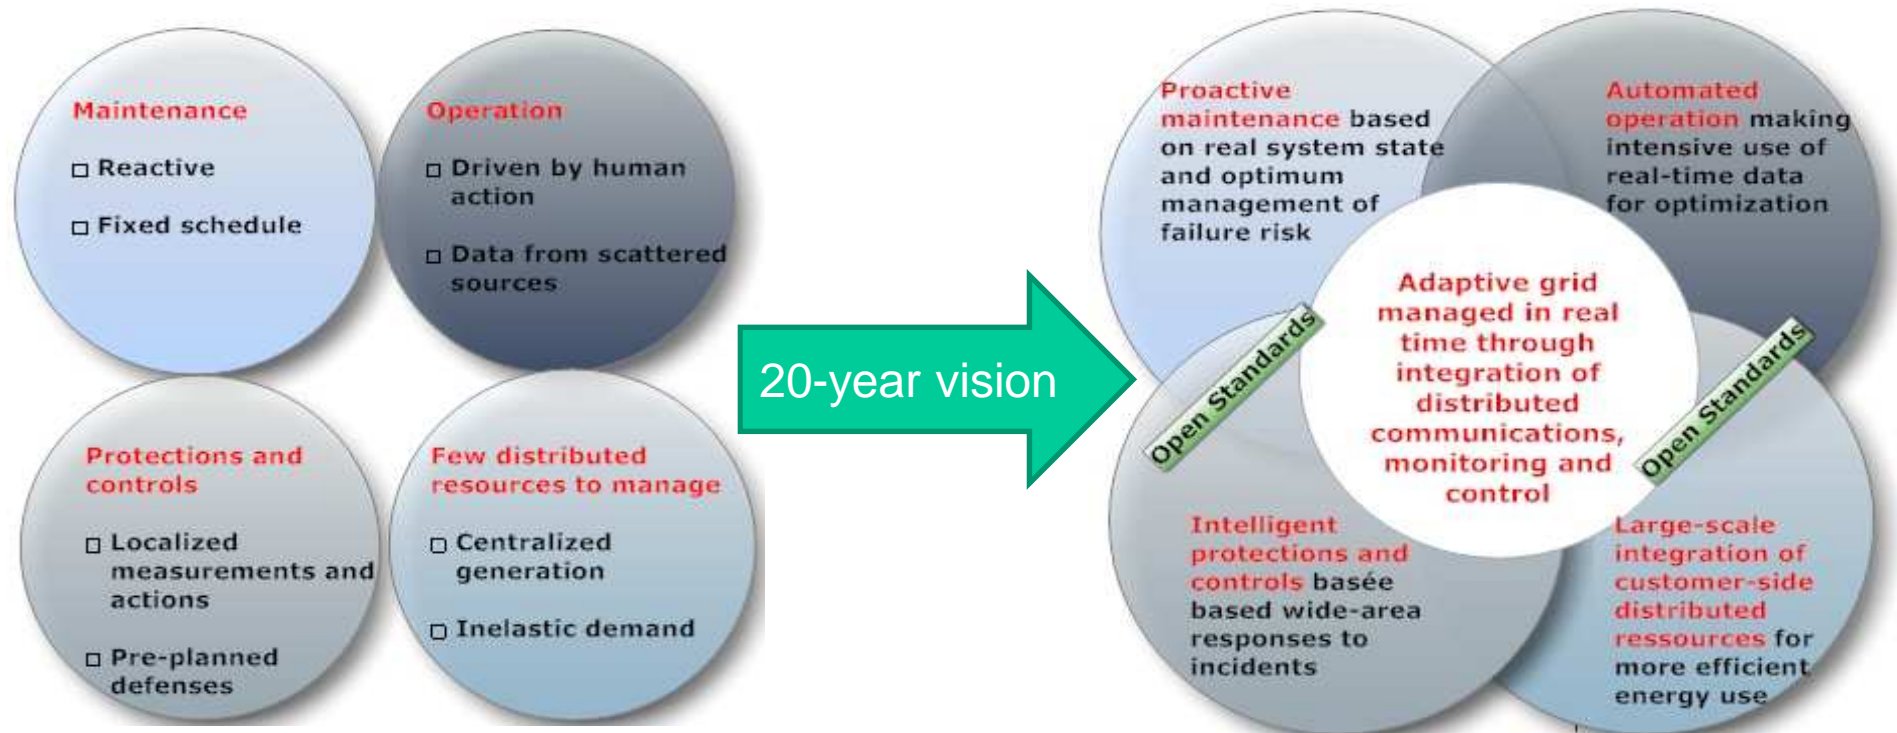 Maintenance
□ Reactive
□ Fixed schedule
Operation
□ Driven by human
action
□ Data from scattered
sources
Protections and
controls
□ Localized
measurements and
actions
□ Pre-planned
defenses
Few distributed
resources to manage
□ Centralized
generation
□ Inelastic demand
20-year vision
Proactive
maintenance based
on real system state
and optimum
management of
failure risk
Automated
operation making
intensive use of
real-time data
for optimization
Adaptive grid
managed in real
time through
integration of
distributed
communications,
monitoring and
control
Open Standards
Open Standards
Intelligent
protections and
controls basée
based wide-area
responses to
incidents
Large-scale
integration of
customer-side
distributed
ressources for
more efficient
energy use